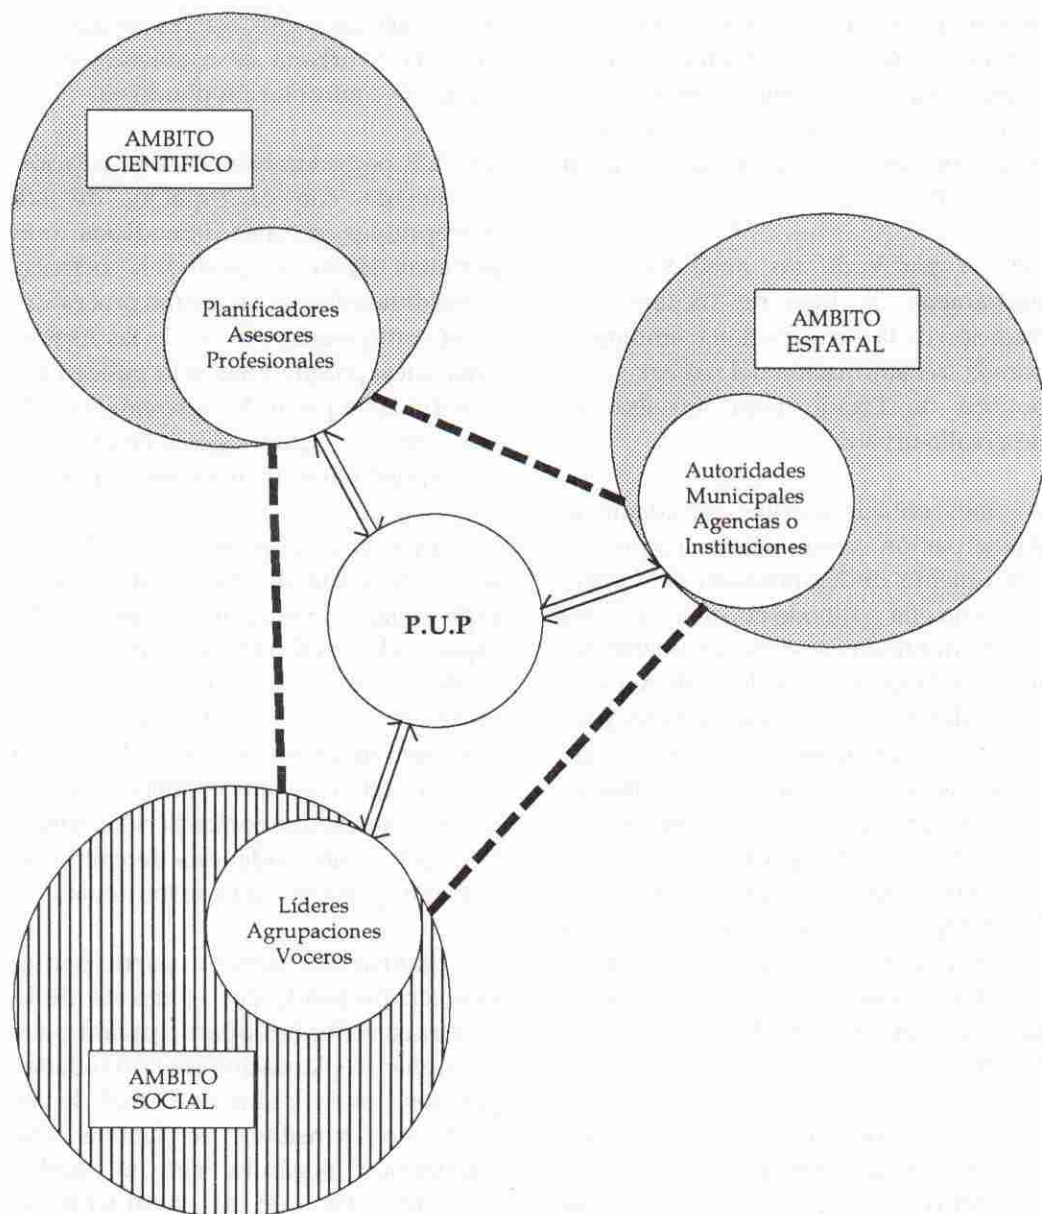 AMBITO
CIENTIFICO
Planificadores
Asesores
Profesionales
AMBITO
ESTATAL
Autoridades
Municipales
Agencias o
Instituciones
P.U.P
Líderes
Agrupaciones
Voceros
AMBITO
SOCIAL